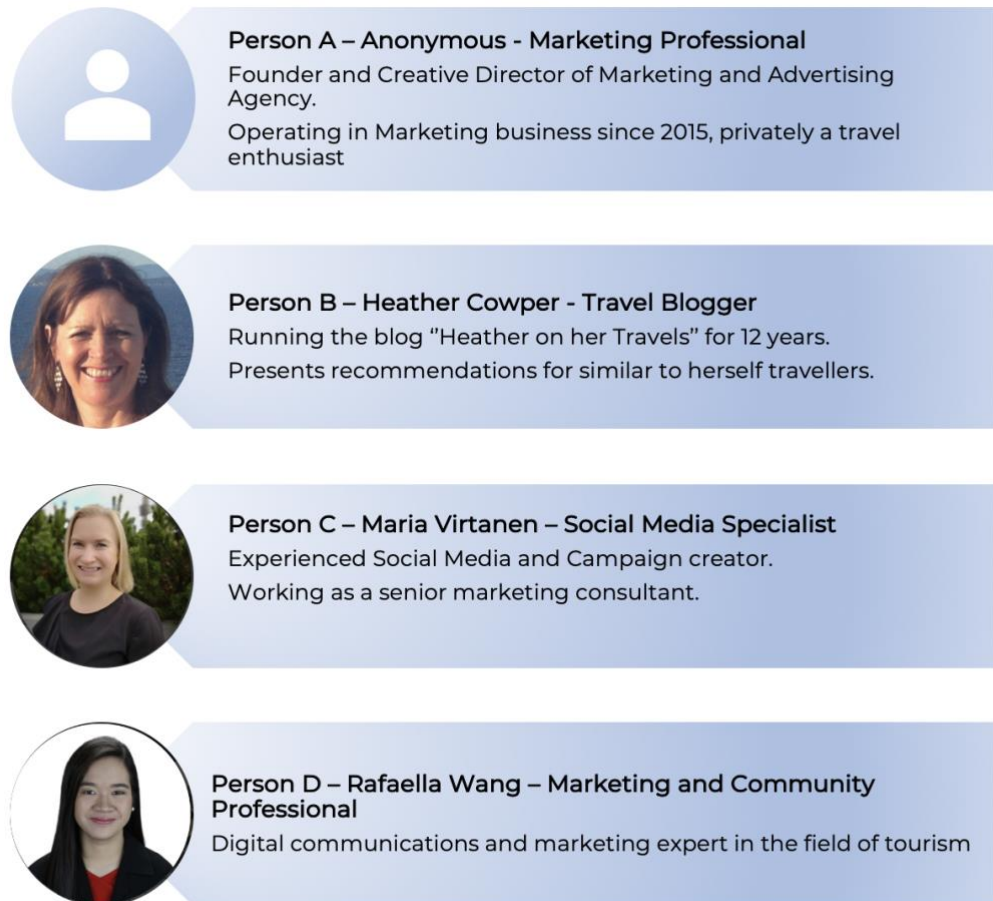 Person A – Anonymous - Marketing Professional
Founder and Creative Director of Marketing and Advertising
Agency.
Operating in Marketing business since 2015, privately a travel
enthusiast
Person B – Heather Cowper - Travel Blogger
Running the blog ‘’Heather on her Travels’’ for 12 years.
Presents recommendations for similar to herself travellers.
Person C – Maria Virtanen – Social Media Specialist
Experienced Social Media and Campaign creator.
Working as a senior marketing consultant.
Person D – Rafaella Wang – Marketing and Community
Professional
Digital communications and marketing expert in the field of tourism